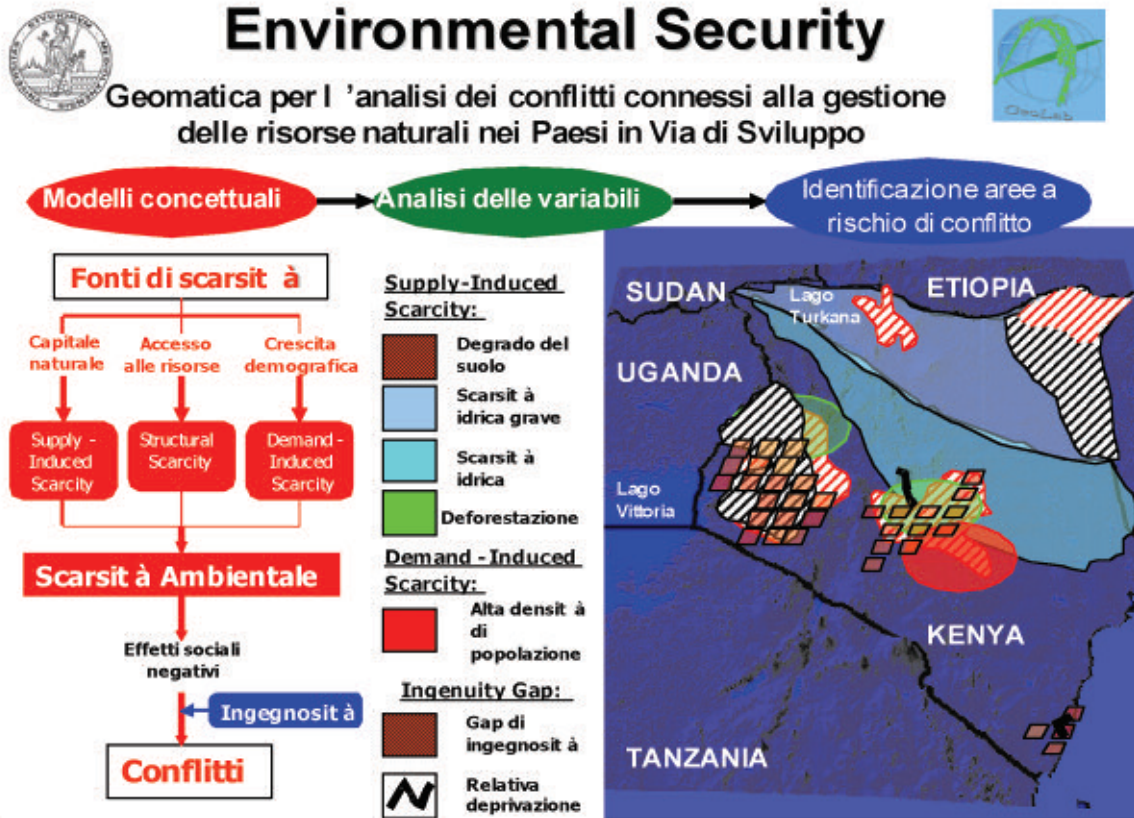 Environmental Security
Geomatica per l 'analisi dei conflitti connessi alla gestione
delle risorse naturali nei Paesi in Via di Sviluppo
GeoLab
Modelli concettuali
Analisi delle variabili
Identificazione aree a
rischio di conflitto
Fonti di scarsit à
Capitale
naturale
Accesso
alle risorse
Crescita
demografica
Supply -
Induced
Scarcity
Structural
Scarcity
Demand -
Induced
Scarcity
Scarsit à Ambientale
Effetti sociali
negativi
Ingegnosit à
Conflitti
Supply-Induced
Scarcity:
Degrado del
suolo
Scarsit à
idrica grave
Scarsit à
idrica
Deforestazione
Demand - Induced
Scarcity:
Alta densit à
di
popolazione
Ingenuity Gap:
Gap di
ingegnosit à
Relativa
deprivazione
SUDAN
Lago
Turkana
ETIOPIA
UGANDA
Lago
Vittoria
KENYA
TANZANIA